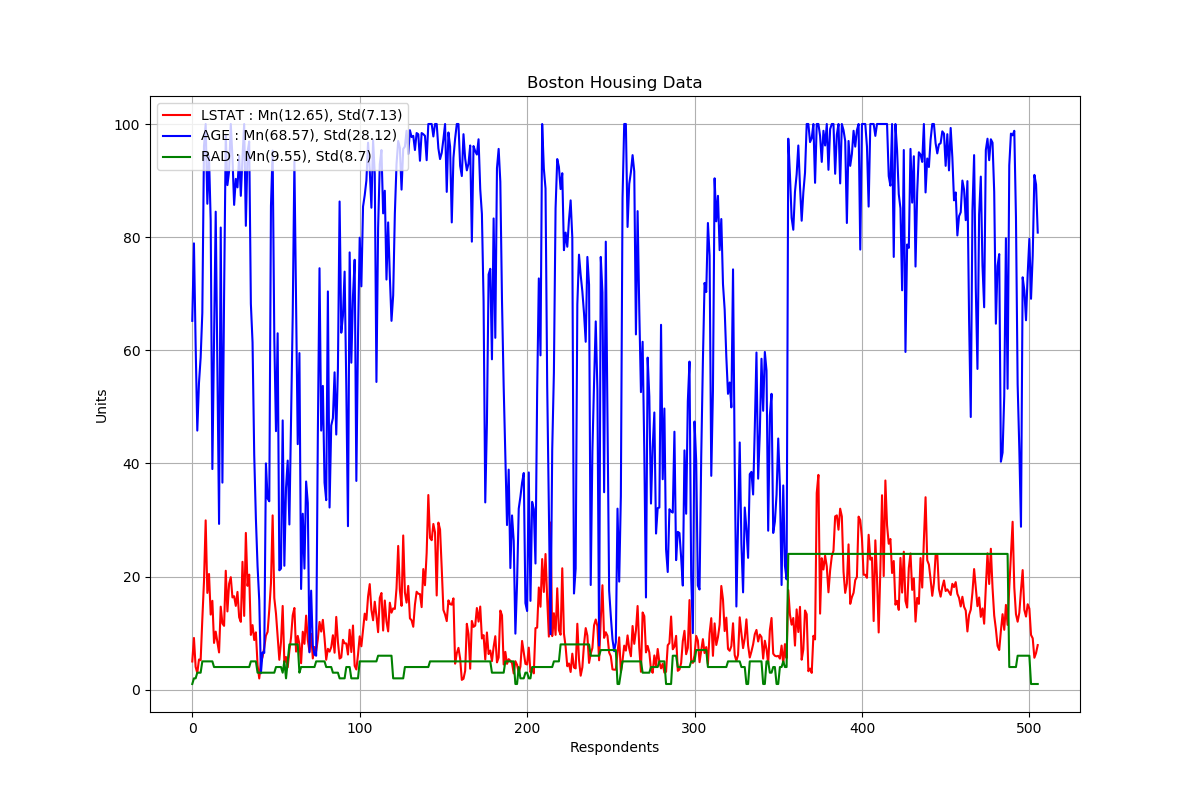 Boston Housing Data
LSTAT : Mn(12.65), Std(7.13)
AGE : Mn(68.57), Std(28.12)
RAD : Mn(9.55), Std(8.7)
100
80
60
40
20
0
Units
0 100 200 300 400 500
Respondents